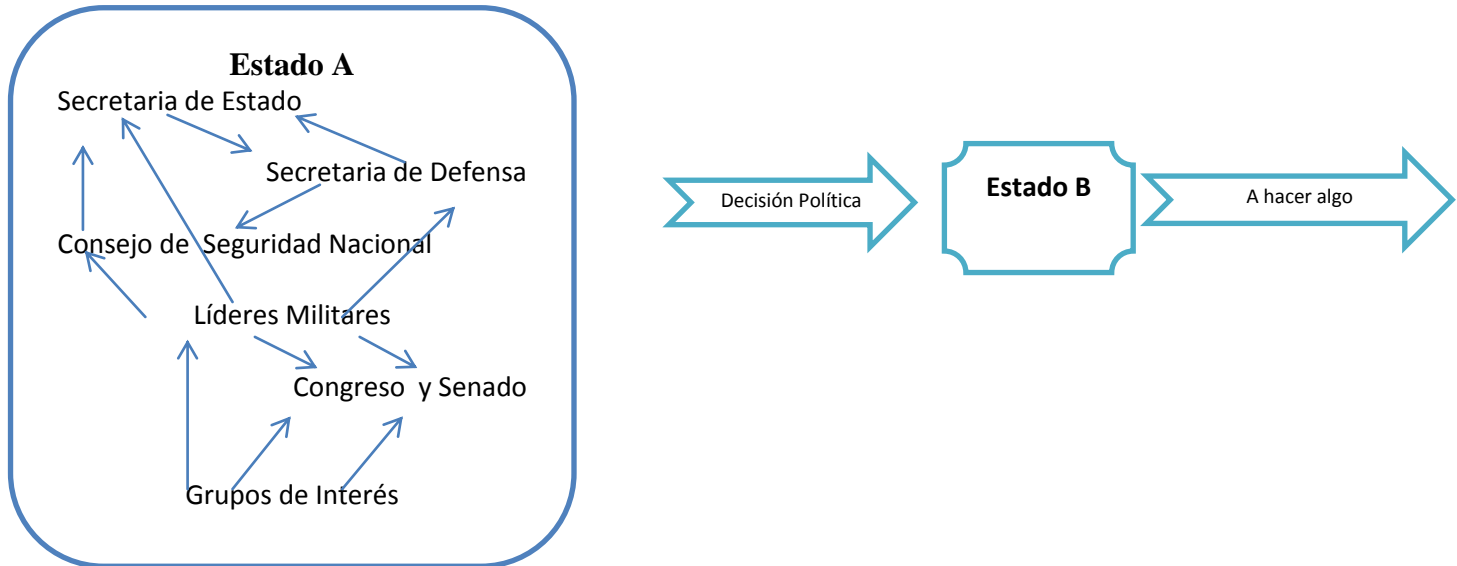 Estado A
Secretaria de Estado
Secretaria de Defensa
Consejo de Seguridad Nacional
Líderes Militares
Congreso y Senado
Grupos de Interés
Decisión Política
Estado B
A hacer algo